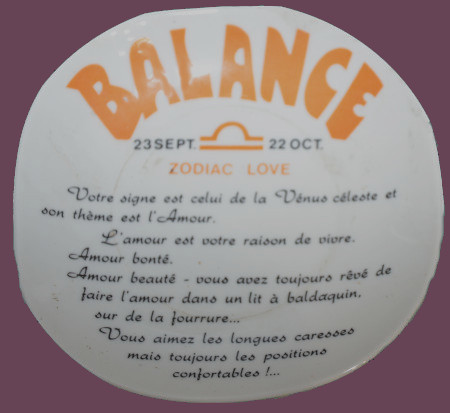 BALANCE
23 SEPT. 22 OCT.
ZODIAC LOVE
Votre signe est celui de la Vénus céleste et
son thème est l'Amour.
L'amour est votre raison de vivre.
Amour bonté.
Amour beauté - vous avez toujours rêvé de
faire l'amour dans un lit à baldaquin,
sur de la fourrure...
Vous aimez les longues caresses
mais toujours les positions
confortables !...